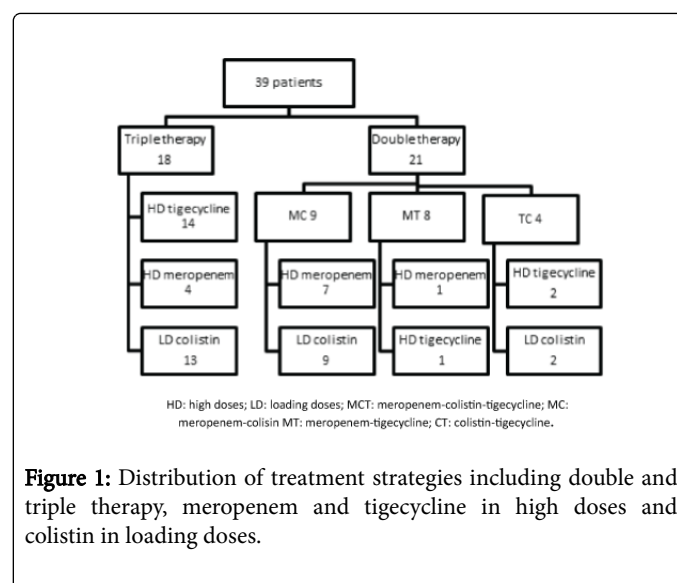 39 patients
Triple therapy
18
Double therapy
21
HD tigecycline
14
HD meropenem
4
LD colistin
13
MC 9
HD meropenem
7
LD colistin
9
MT 8
HD meropenem
1
HD tigecycline
1
TC 4
HD tigecycline
2
LD colistin
2
HD: high doses; LD: loading doses; MCT: meropenem-colistin-tigecycline; MC:
meropenem-colisin MT: meropenem-tigecycline; CT: colistin-tigecycline.
Figure 1: Distribution of treatment strategies including double and
triple therapy, meropenem and tigecycline in high doses and
colistin in loading doses.